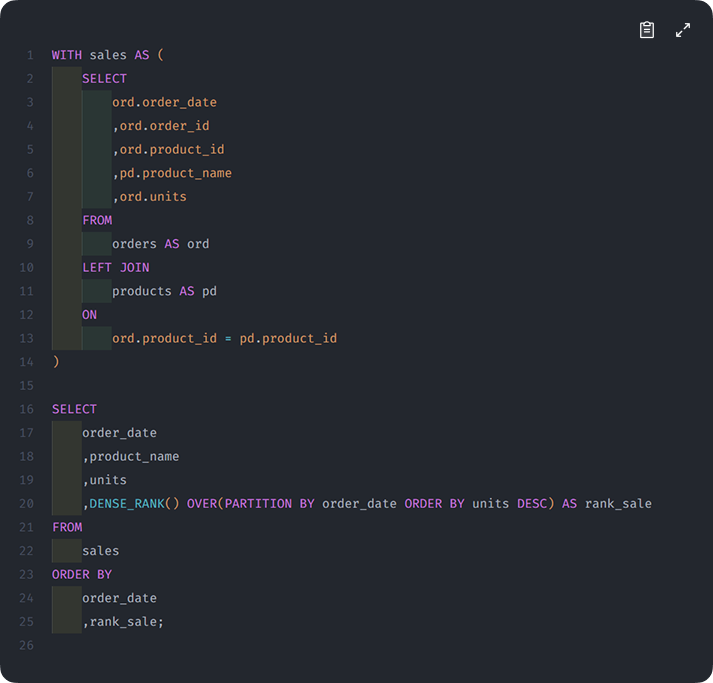 1 WITH sales AS (
2 SELECT
3 ord.order_date
4 ,ord.order_id
5 ,ord.product_id
6 ,pd.product_name
7 ,ord.units
8 FROM
9 orders AS ord
10 LEFT JOIN
11 products AS pd
12 ON
13 ord.product_id = pd.product_id
14 )
15
16 SELECT
17 order_date
18 ,product_name
19 ,units
20 ,DENSE_RANK() OVER(PARTITION BY order_date ORDER BY units DESC) AS rank_sale
21 FROM
22 sales
23 ORDER BY
24 order_date
25 ,rank_sale;
26